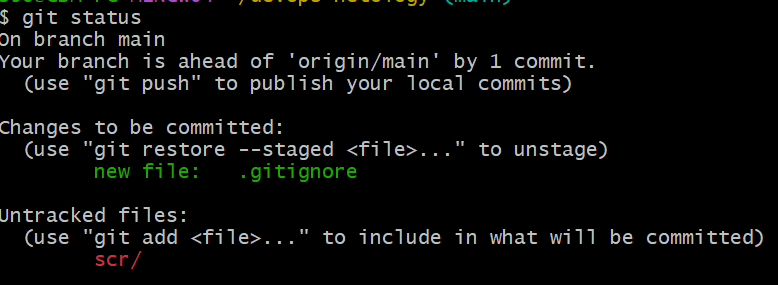 $ git status
On branch main
Your branch is ahead of 'origin/main' by 1 commit.
(use "git push" to publish your local commits)
Changes to be committed:
(use "git restore --staged <file>..." to unstage)
new file: .gitignore
Untracked files:
(use "git add <file>..." to include in what will be committed)
scr/